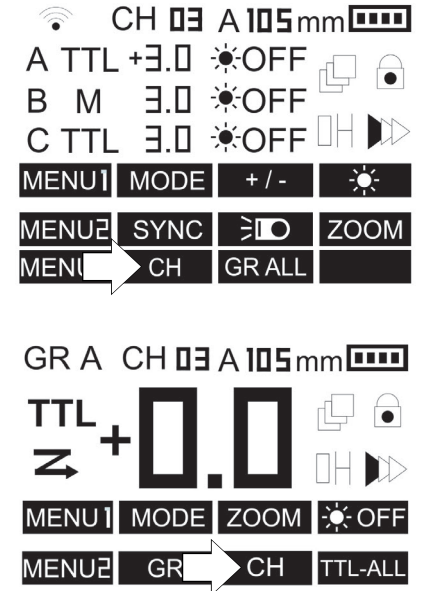 CH 03 A 105mm
A TTL +3.0 OFF
B M 3.0 OFF
C TTL 3.0 OFF
MENU1 MODE + / -
MENU2 SYNC ZOOM
MENU CH GR ALL
GR A CH 03 A 105mm
TTL +0.0
MENU1 MODE ZOOM OFF
MENU2 GR CH TTL-ALL